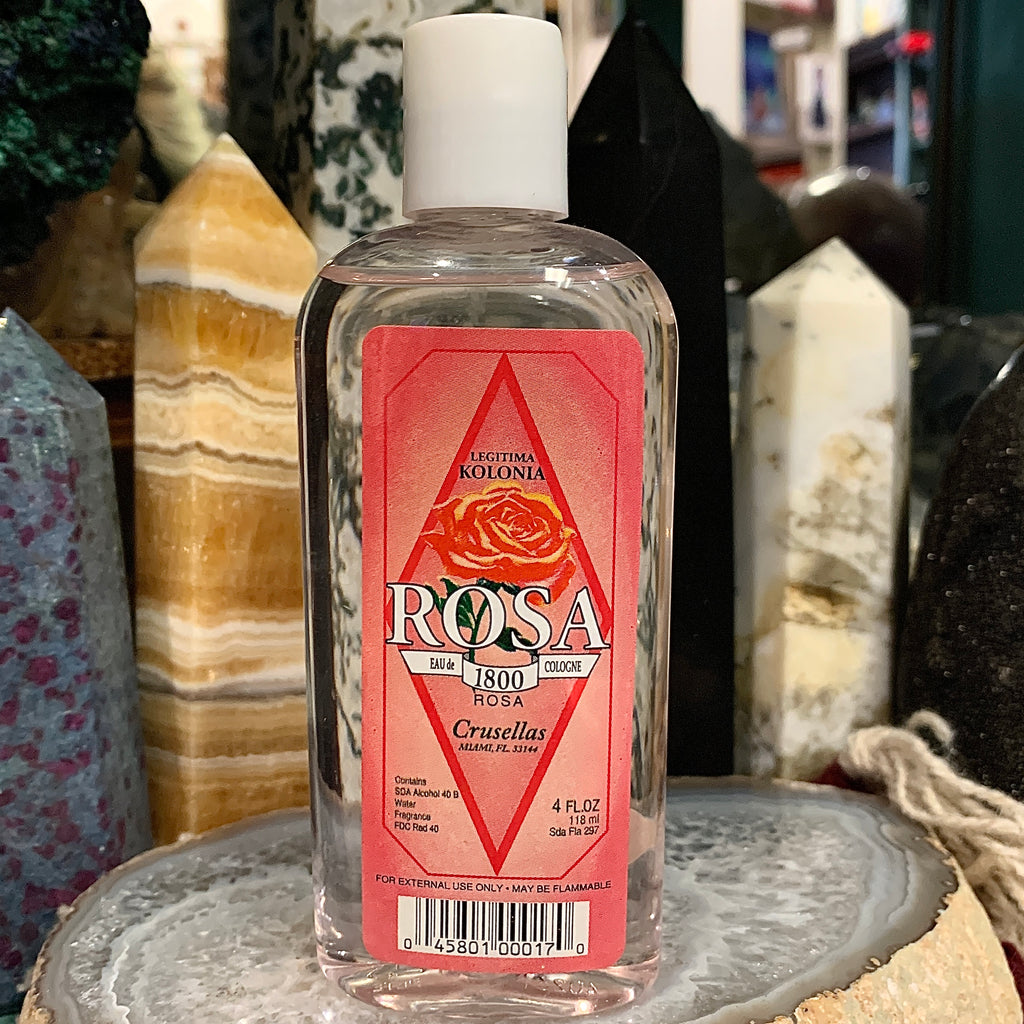 LEGITIMA
KOLONIA
ROSA
EAU de 1800 COLOGNE
ROSA
Crusellas
MIAMI, FL. 33144
Contains
SDA Alcohol 40 B
Water
Fragrance
FDC Red 40
4 FL.OZ
118 ml
Sda Fla 297
FOR EXTERNAL USE ONLY • MAY BE FLAMMABLE
0 45801 00017 0